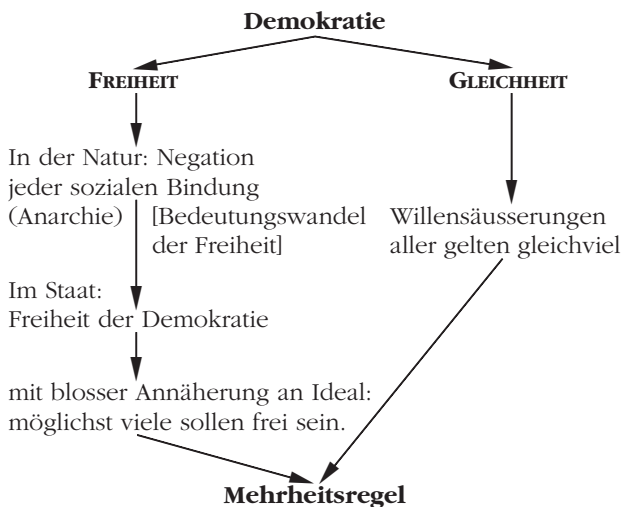 Demokratie
FREIHEIT
GLEICHHEIT
In der Natur: Negation
jeder sozialen Bindung
(Anarchie)
[Bedeutungswandel
der Freiheit]
Willensäusserungen
aller gelten gleichviel
Im Staat:
Freiheit der Demokratie
mit blosser Annäherung an Ideal:
möglichst viele sollen frei sein.
Mehrheitsregel